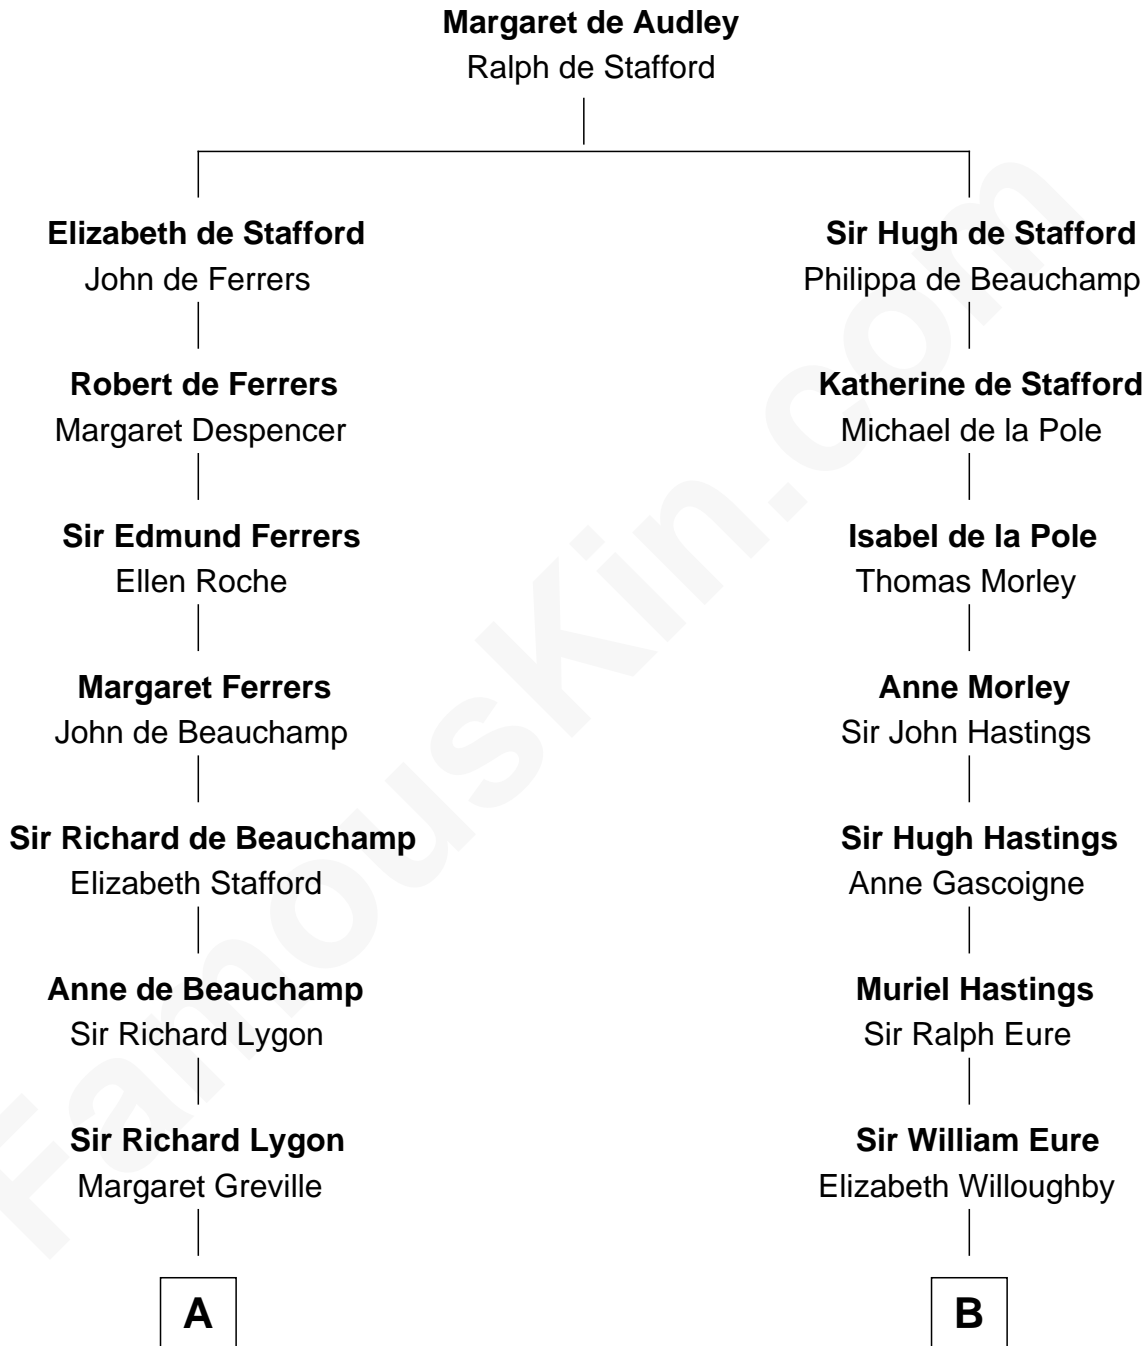 Margaret de Audley
Ralph de Stafford
Elizabeth de Stafford
John de Ferrers
Robert de Ferrers
Margaret Despencer
Sir Edmund Ferrers
Ellen Roche
Margaret Ferrers
John de Beauchamp
Sir Richard de Beauchamp
Elizabeth Stafford
Anne de Beauchamp
Sir Richard Lygon
Sir Richard Lygon
Margaret Greville
A
Sir Hugh de Stafford
Philippa de Beauchamp
Katherine de Stafford
Michael de la Pole
Isabel de la Pole
Thomas Morley
Anne Morley
Sir John Hastings
Sir Hugh Hastings
Anne Gascoigne
Muriel Hastings
Sir Ralph Eure
Sir William Eure
Elizabeth Willoughby
B
FamousKin.com